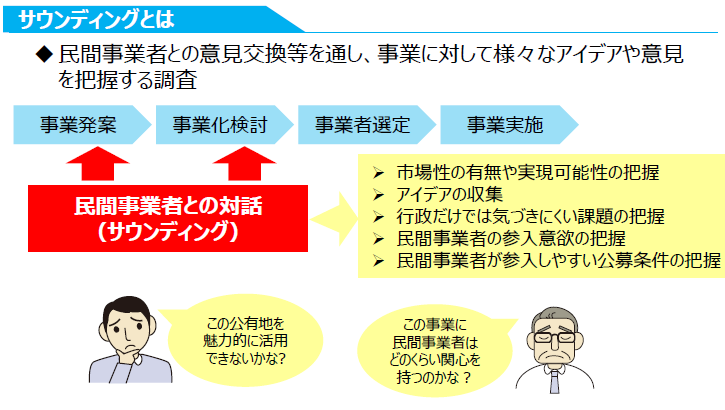 サウンディングとは
◆ 民間事業者との意見交換等を通し、事業に対して様々なアイデアや意見
を把握する調査
事業発案
事業化検討
事業者選定
事業実施
民間事業者との対話
（サウンディング）
➢ 市場性の有無や実現可能性の把握
➢ アイデアの収集
➢ 行政だけでは気づきにくい課題の把握
➢ 民間事業者の参入意欲の把握
➢ 民間事業者が参入しやすい公募条件の把握
この公有地を
魅力的に活用
できないかな?
この事業に
民間事業者は
どのくらい関心を
持つのかな？